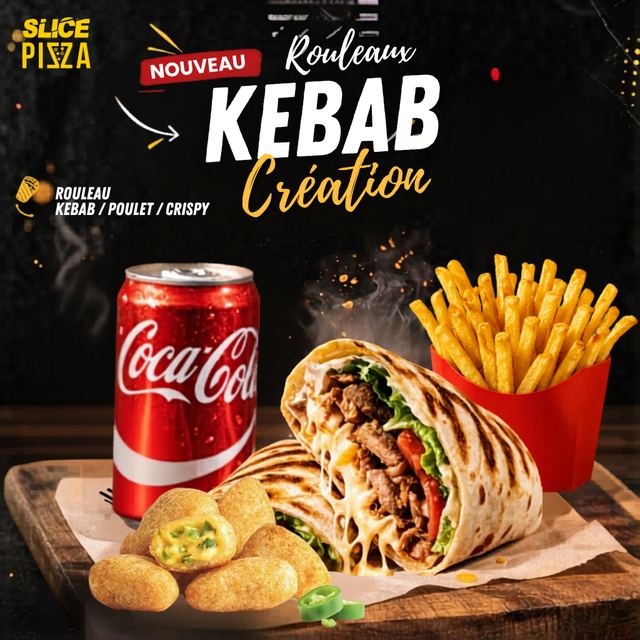 SLICE
PIZZA
NOUVEAU
Rouleaux
KEBAB
Création
ROULEAU
KEBAB / POULET / CRISPY
Coca-Cola